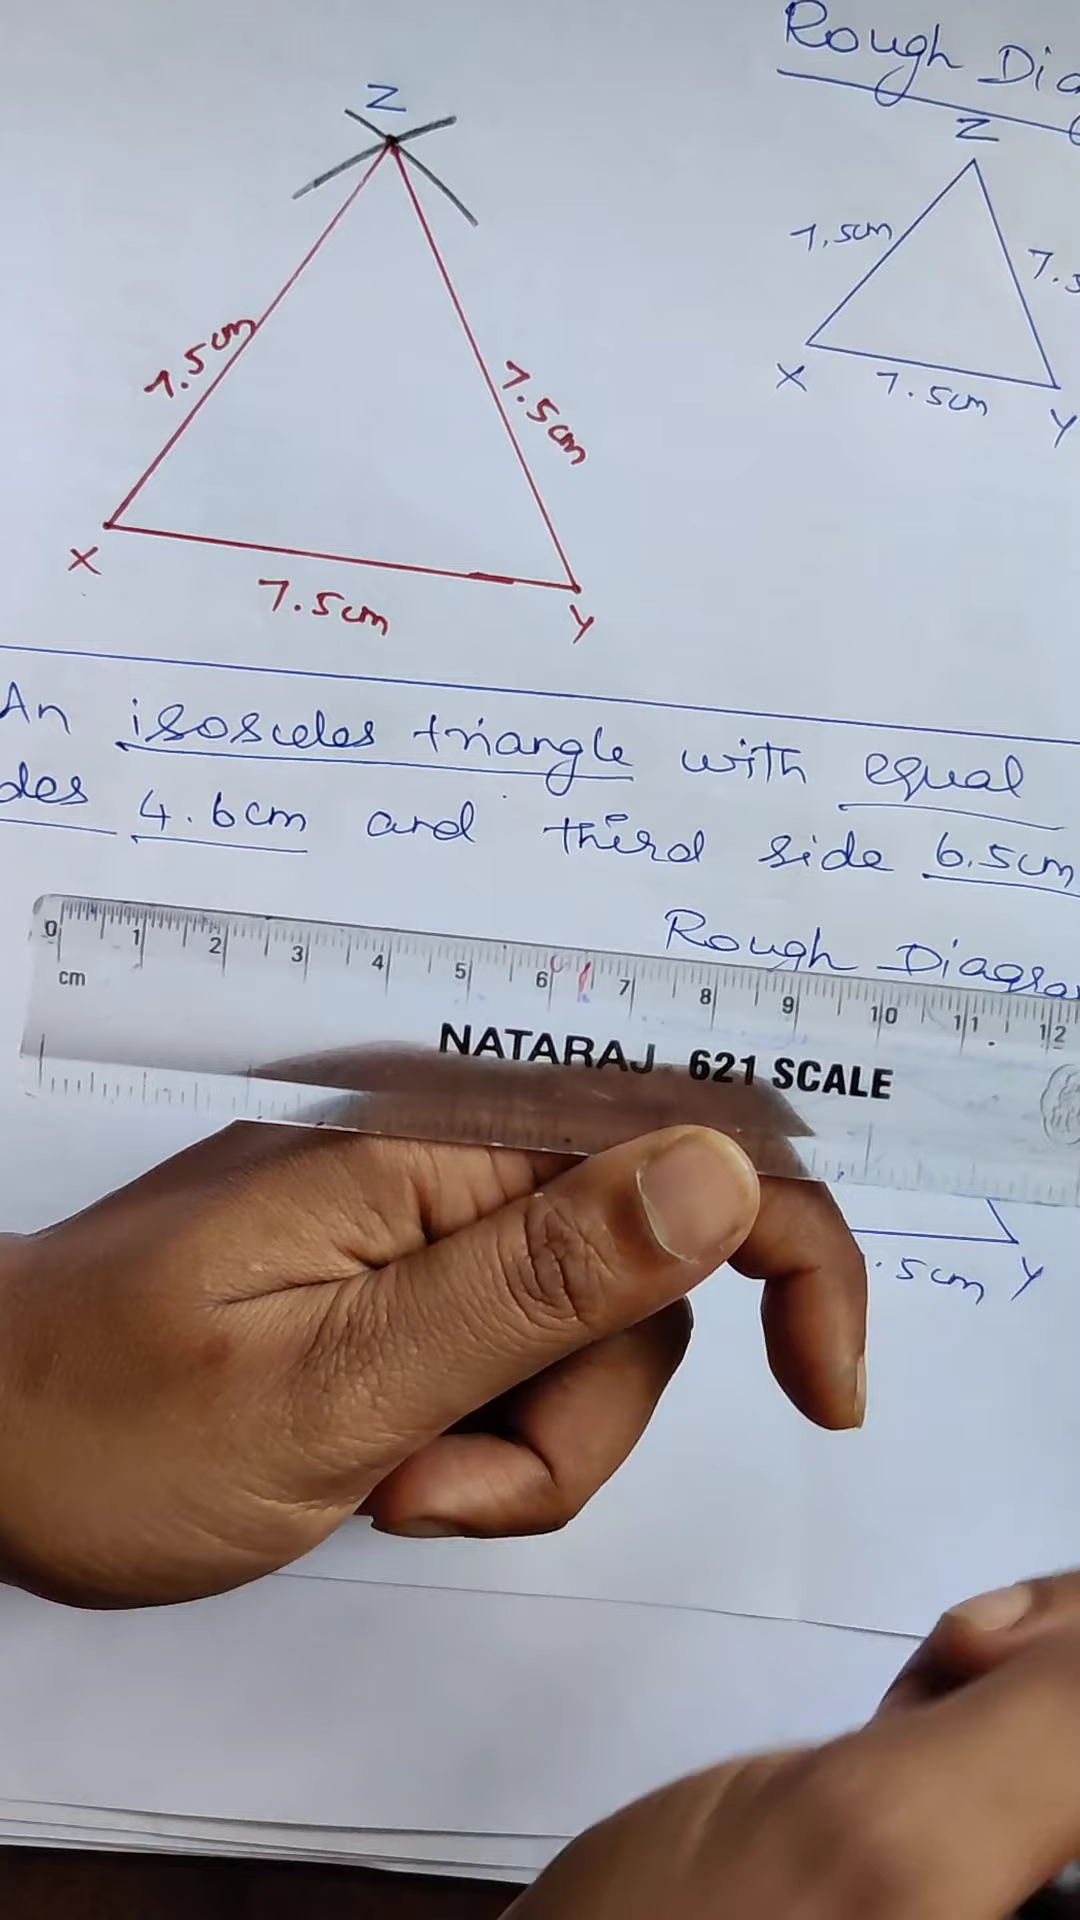 Rough Dia
Z
Z
7.5cm
7.5
7.5cm
7.5cm
X
7.5cm
Y
X
7.5cm
Y
An isosceles triangle with equal
des 4.6cm and third side 6.5cm
Rough Diagra
0 1 2 3 4 5 6 7 8 9 10 11 12
cm
NATARAJ 621 SCALE
.5cm Y